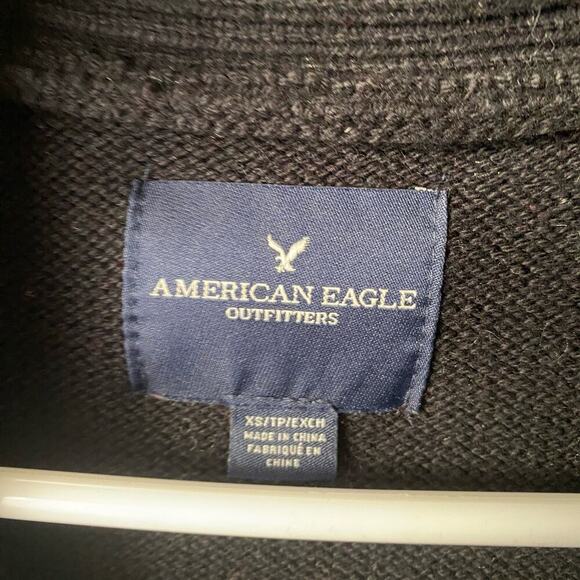 AMERICAN EAGLE
OUTFITTERS
XS/TP/EXCH
MADE IN CHINA
FABRIQUÉ EN
CHINE